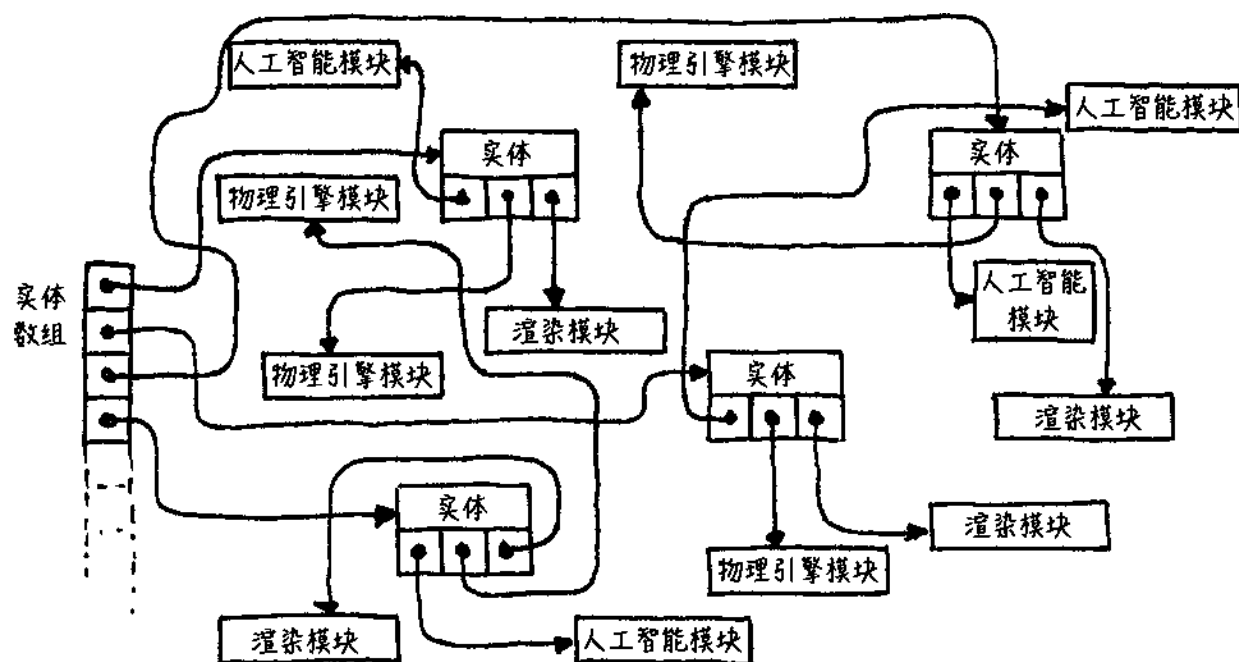 人工智能模块
物理引擎模块
人工智能模块
实体
实体
物理引擎模块
实体
数组
人工智能
模块
渲染模块
物理引擎模块
实体
渲染模块
实体
渲染模块
物理引擎模块
渲染模块
人工智能模块